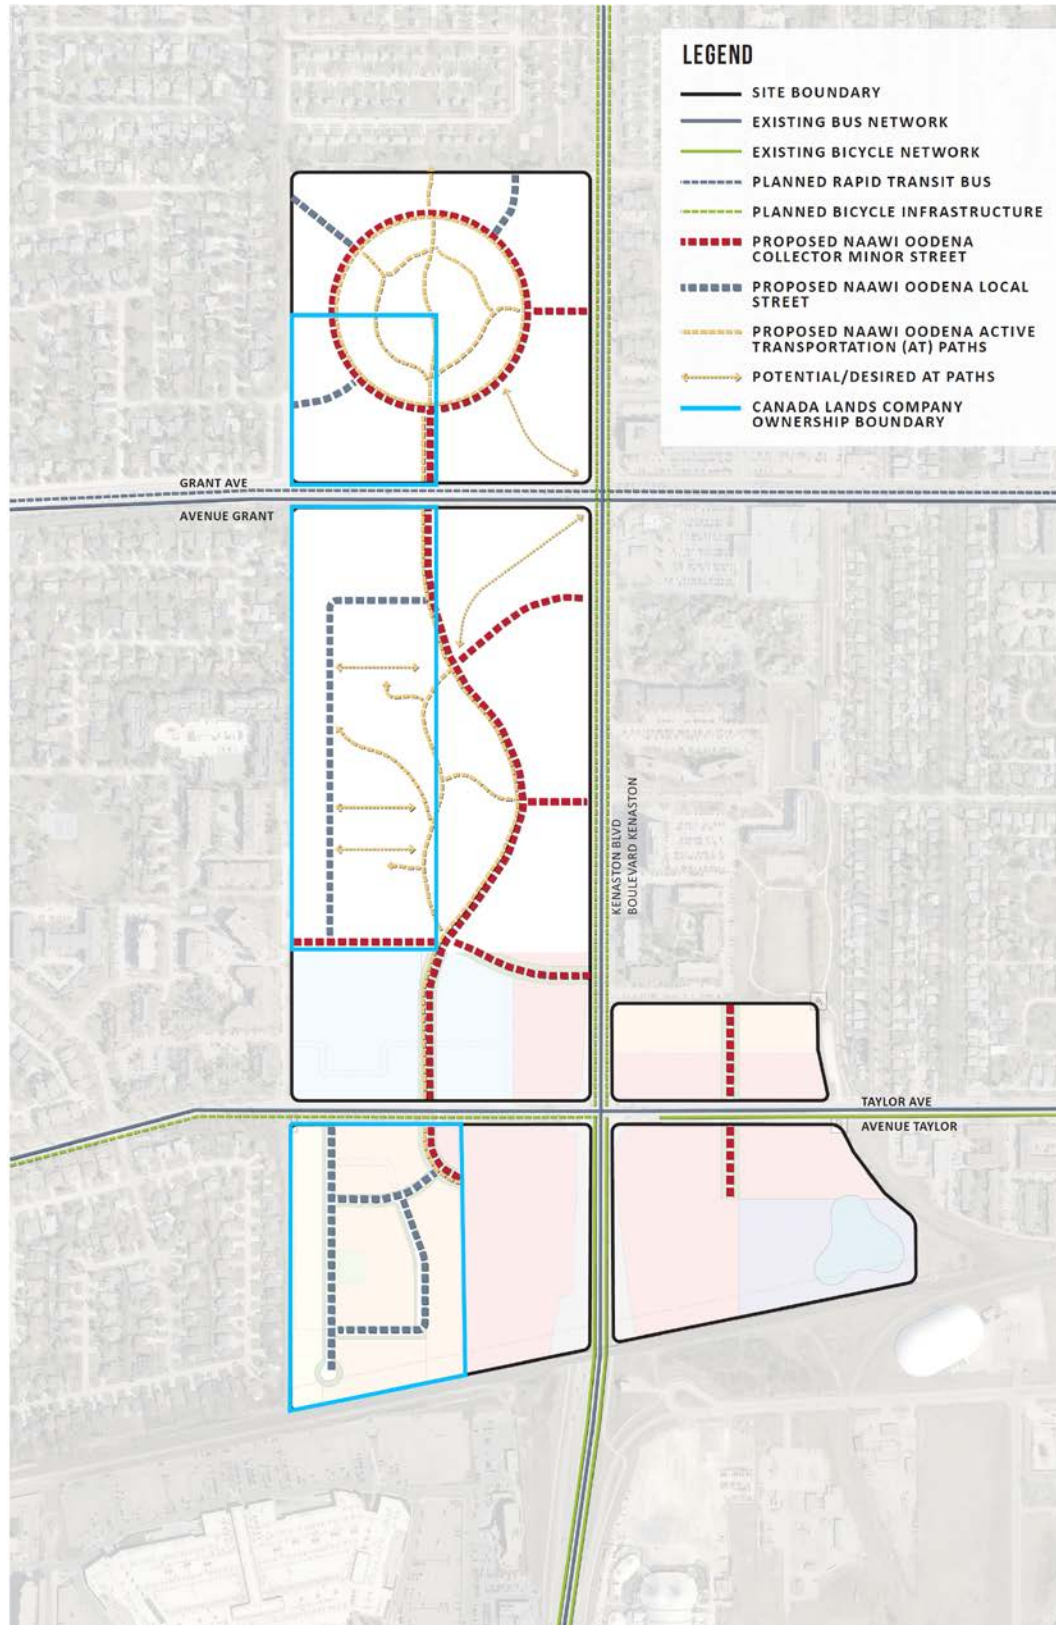 LEGEND
SITE BOUNDARY
EXISTING BUS NETWORK
EXISTING BICYCLE NETWORK
PLANNED RAPID TRANSIT BUS
PLANNED BICYCLE INFRASTRUCTURE
PROPOSED NAAWI OODENA
COLLECTOR MINOR STREET
PROPOSED NAAWI OODENA LOCAL
STREET
PROPOSED NAAWI OODENA ACTIVE
TRANSPORTATION (AT) PATHS
POTENTIAL/DESIRED AT PATHS
CANADA LANDS COMPANY
OWNERSHIP BOUNDARY
GRANT AVE
AVENUE GRANT
KENASTON BLVD
BOULEVARD KENASTON
TAYLOR AVE
AVENUE TAYLOR